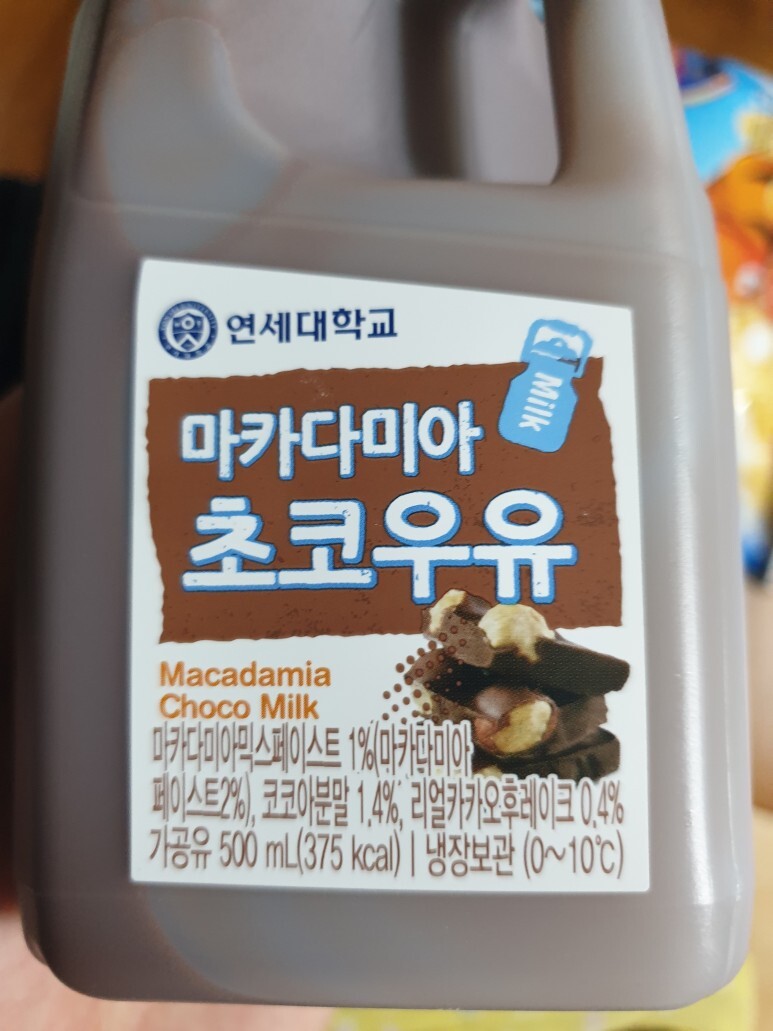 연세대학교
Milk
마카다미아
초코우유
Macadamia
Choco Milk
마카다미아믹스페이스트 1%(마카다미아
페이스트2%), 코코아분말 1.4%, 리얼카카오후레이크 0.4%
가공유 500 mL(375 kcal) | 냉장보관 (0~10℃)